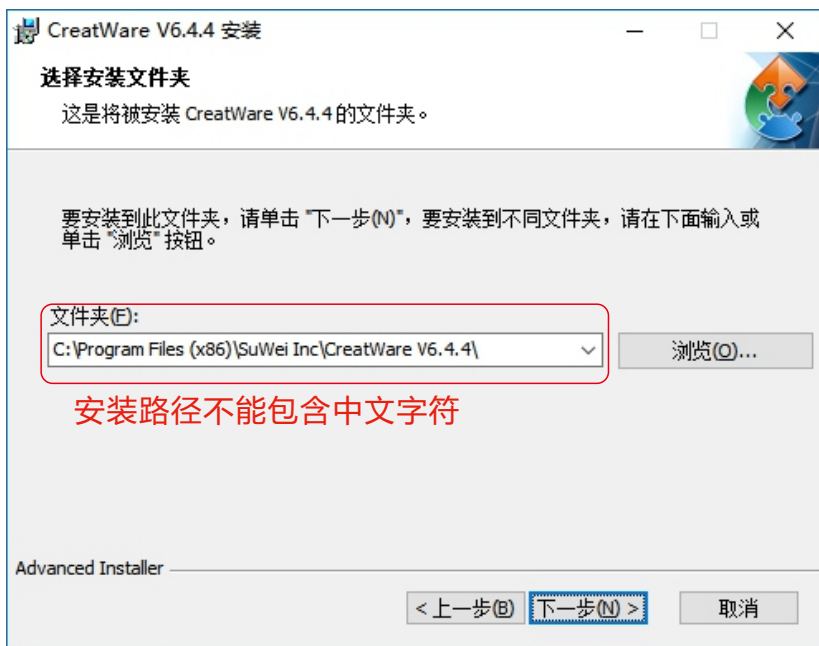 CreatWare V6.4.4 安装
选择安装文件夹
这是将被安装 CreatWare V6.4.4 的文件夹。
要安装到此文件夹，请单击 "下一步(N)"，要安装到不同文件夹，请在下面输入或
单击 "浏览" 按钮。
文件夹(F):
C:\Program Files (x86)\SuWei Inc\CreatWare V6.4.4\
浏览(O)...
安装路径不能包含中文字符
Advanced Installer
< 上一步(B)
下一步(N) >
取消